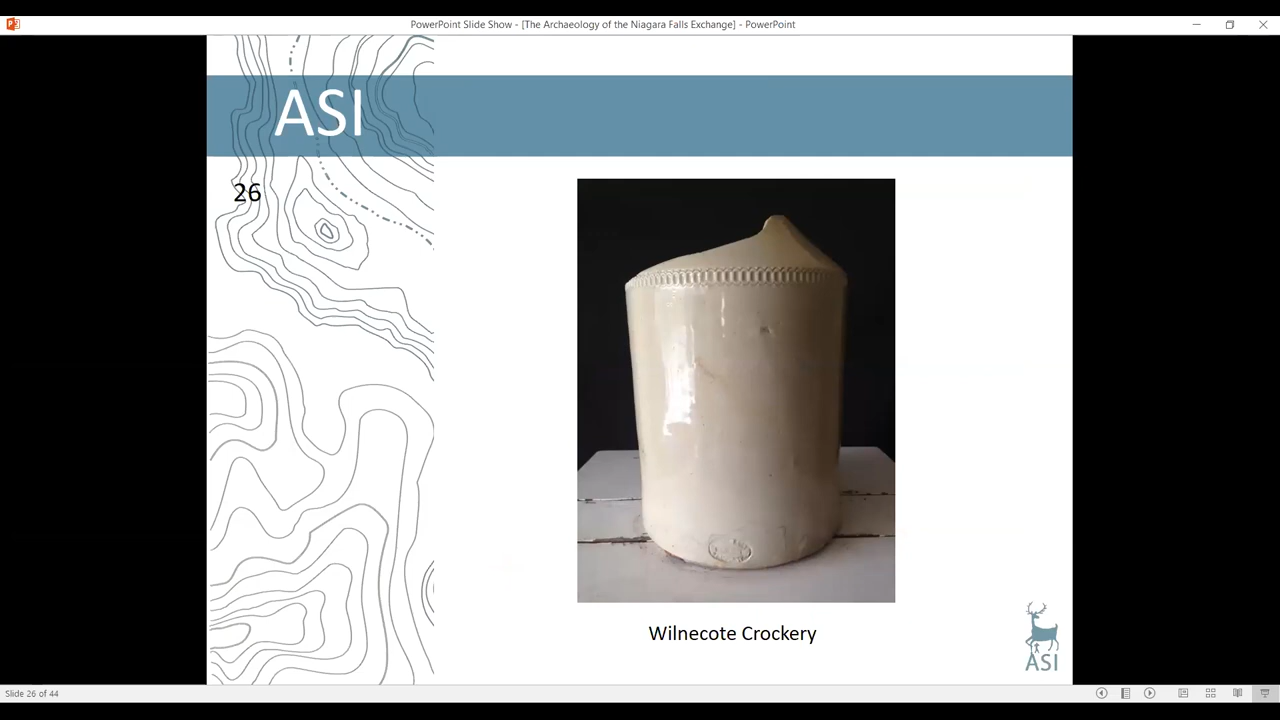 PowerPoint Slide Show - [The Archaeology of the Niagara Falls Exchange] - PowerPoint
ASI
26
Wilnecote Crockery
ASI
Slide 26 of 44